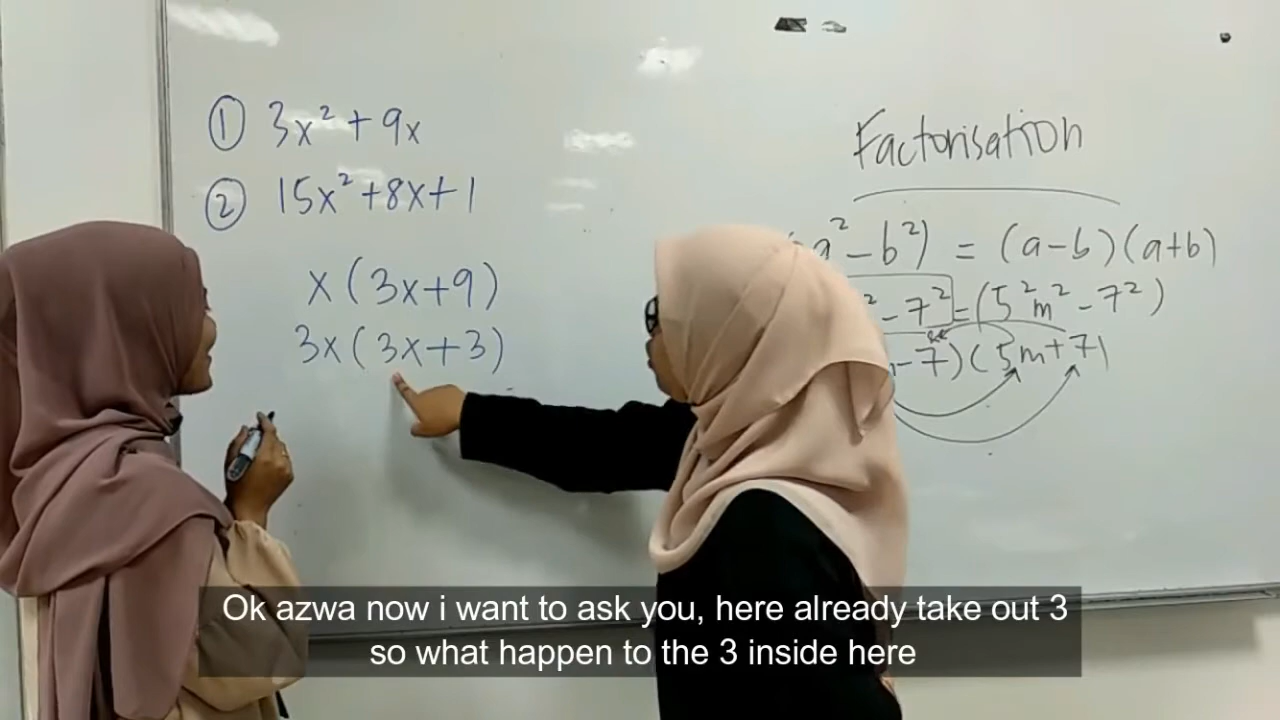 ① 3x² + 9x
② 15x² + 8x + 1
x (3x+9)
3x (3x+3)
Factorisation
a² - b²) = (a-b)(a+b)
² - 7² = (5²m² - 7²)
-7)(5m+7)
Ok azwa now i want to ask you, here already take out 3
so what happen to the 3 inside here